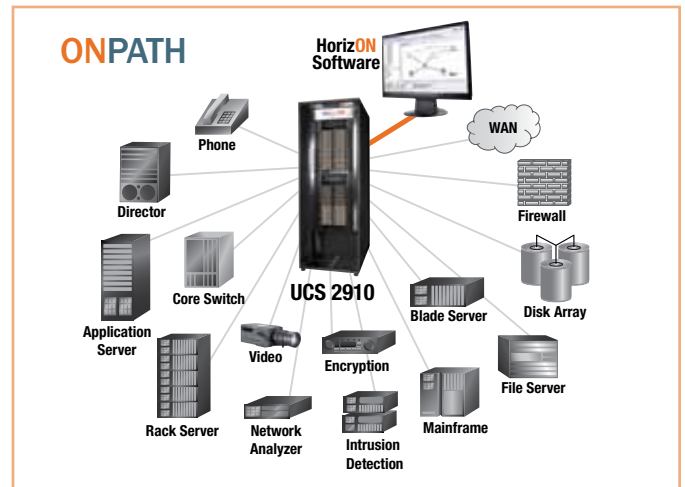 ONPATH
HorizON
Software
WAN
Phone
Director
Firewall
Core Switch
UCS 2910
Blade Server
Disk Array
Application
Server
Video
Encryption
File Server
Rack Server
Network
Analyzer
Intrusion
Detection
Mainframe